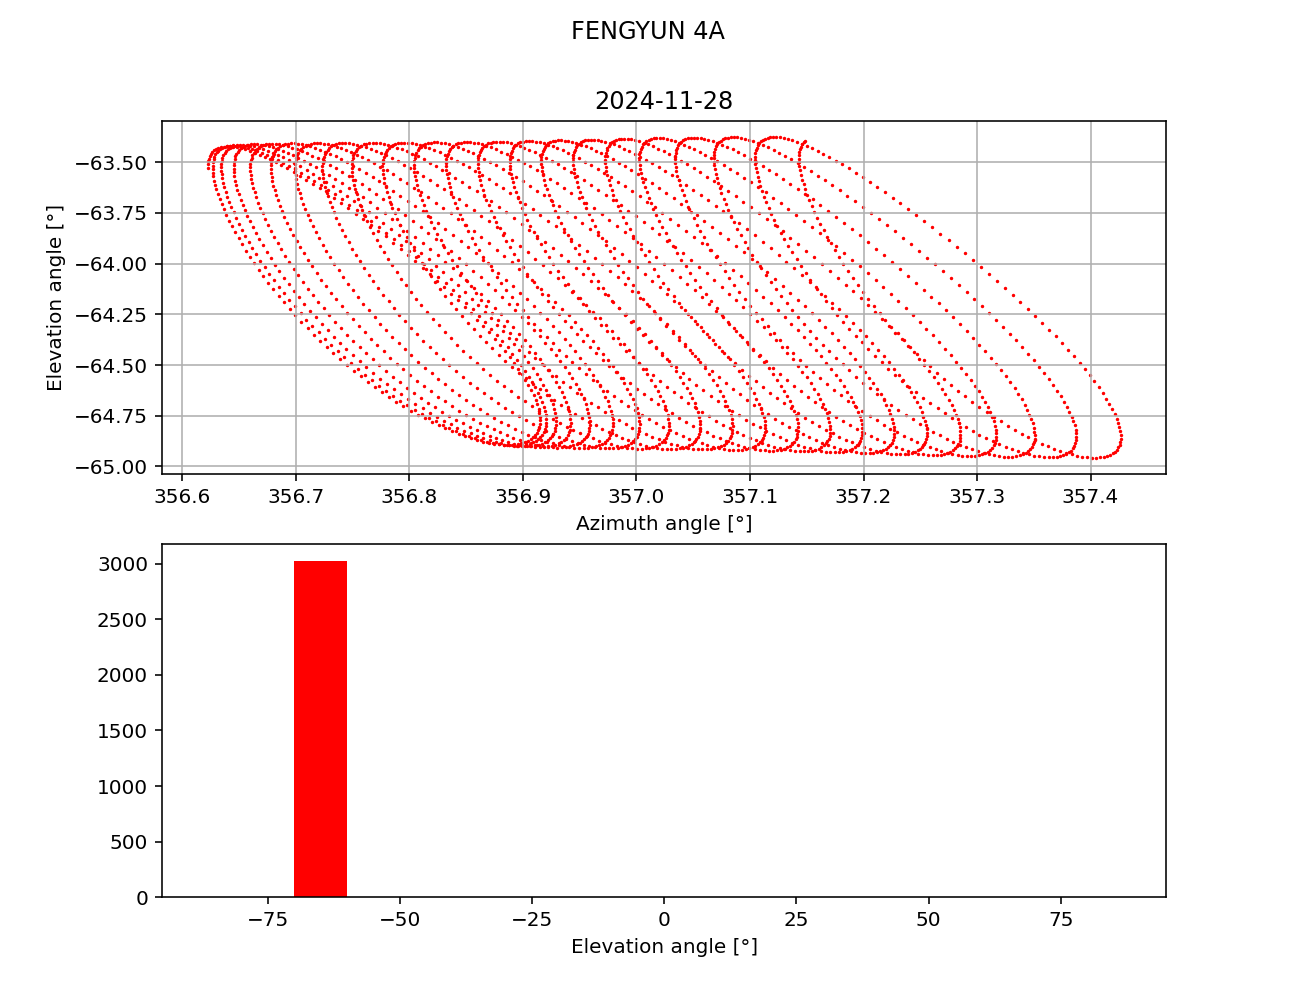 FENGYUN 4A
2024-11-28
−63.50
−63.75
−64.00
−64.25
−64.50
−64.75
−65.00
Elevation angle [°]
356.6 356.7 356.8 356.9 357.0 357.1 357.2 357.3 357.4
Azimuth angle [°]
3000
2500
2000
1500
1000
500
0
−75 −50 −25 0 25 50 75
Elevation angle [°]